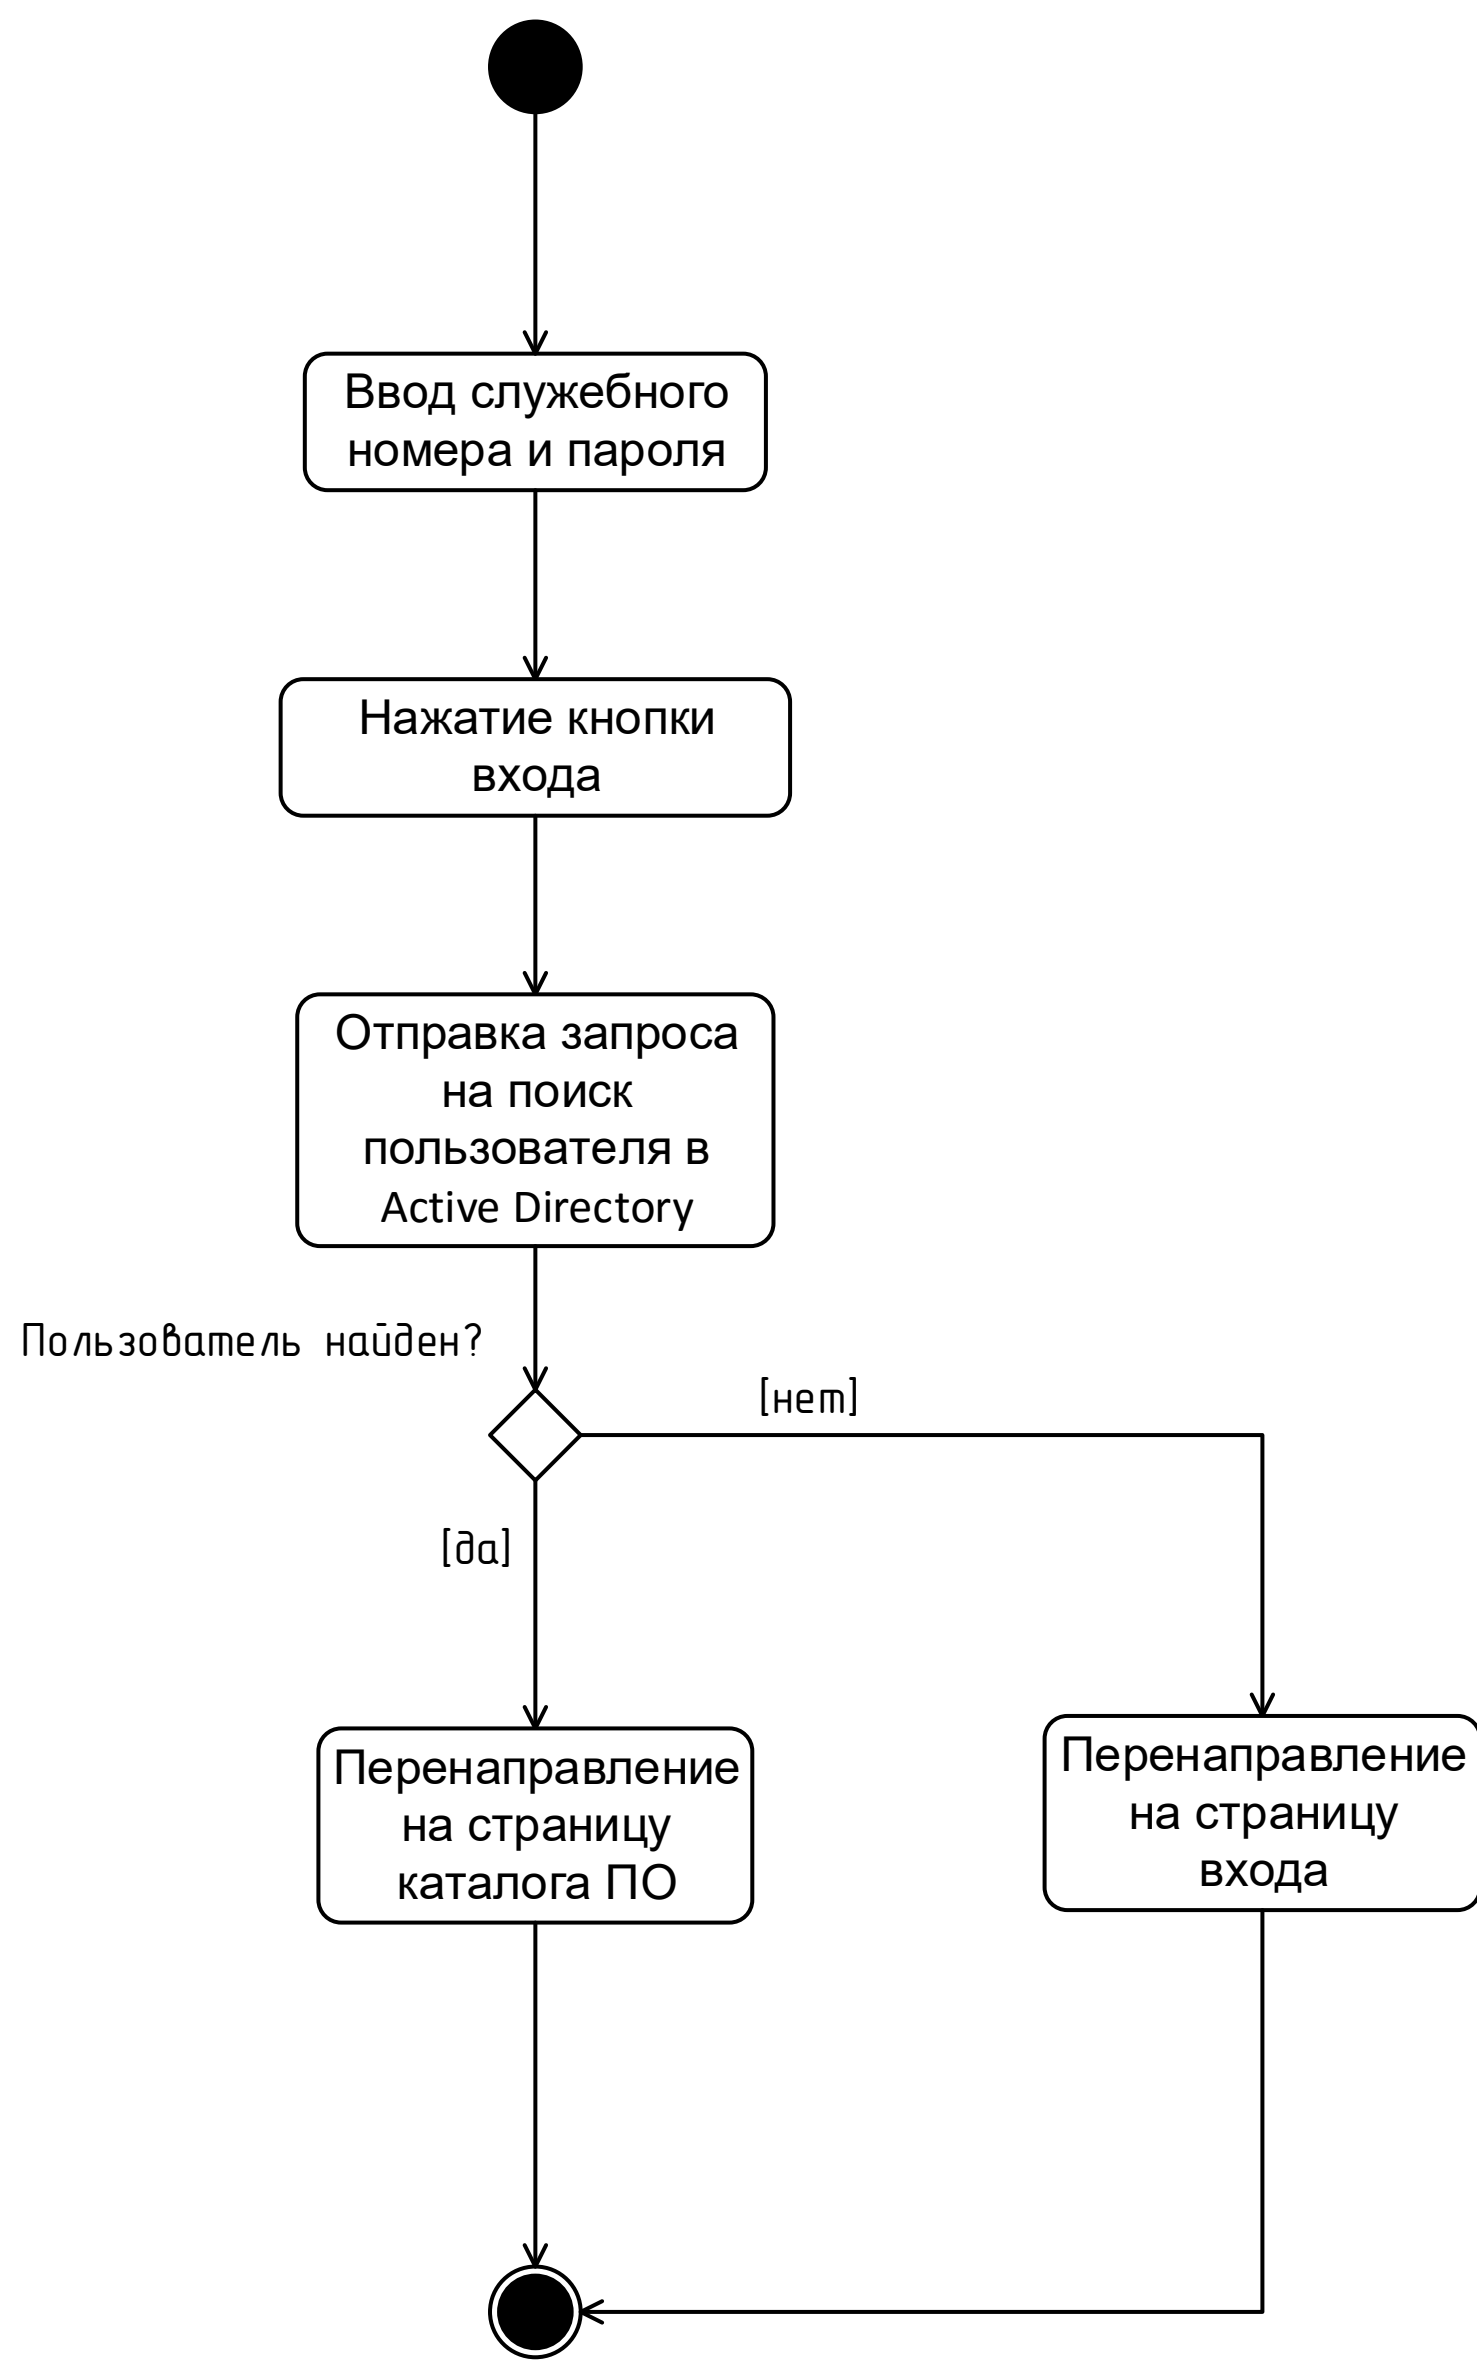 Ввод служебного
номера и пароля
Нажатие кнопки
входа
Отправка запроса
на поиск
пользователя в
Active Directory
Пользователь найден?
[нет]
[да]
Перенаправление
на страницу
каталога ПО
Перенаправление
на страницу
входа